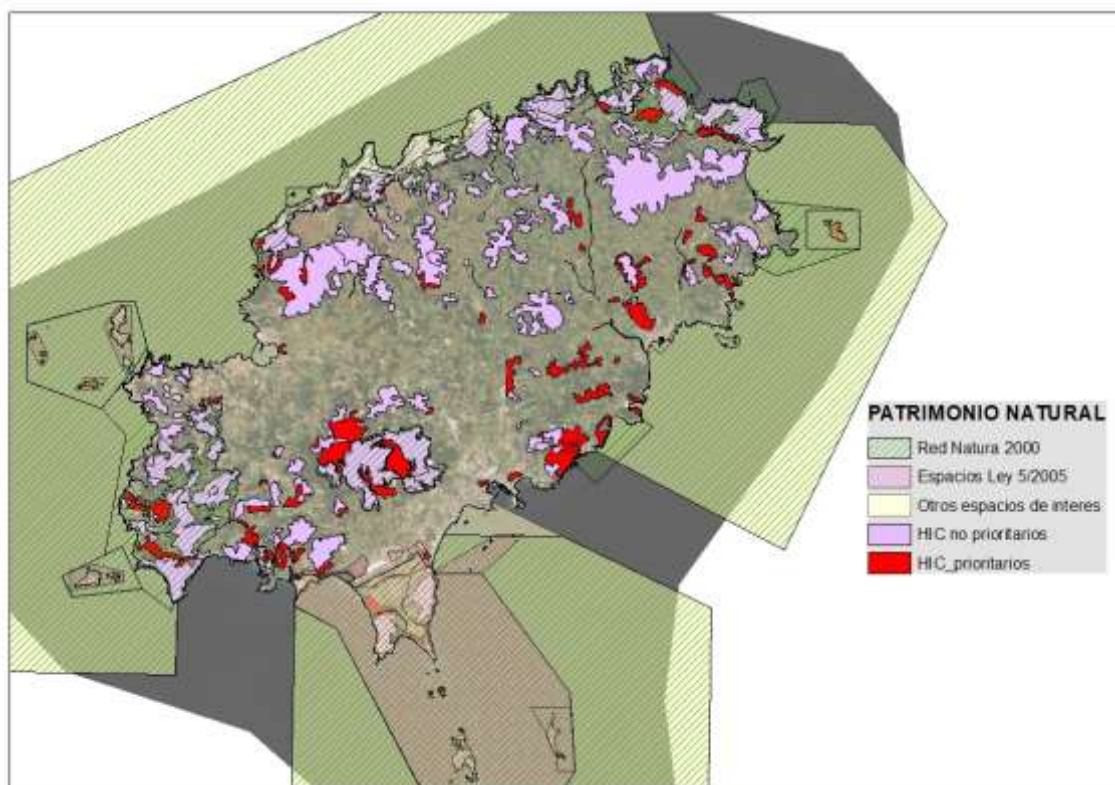 PATRIMONIO NATURAL
Red Natura 2000
Espacios Ley 5/2005
Otros espacios de interes
HIC no prioritarios
HIC_prioritarios